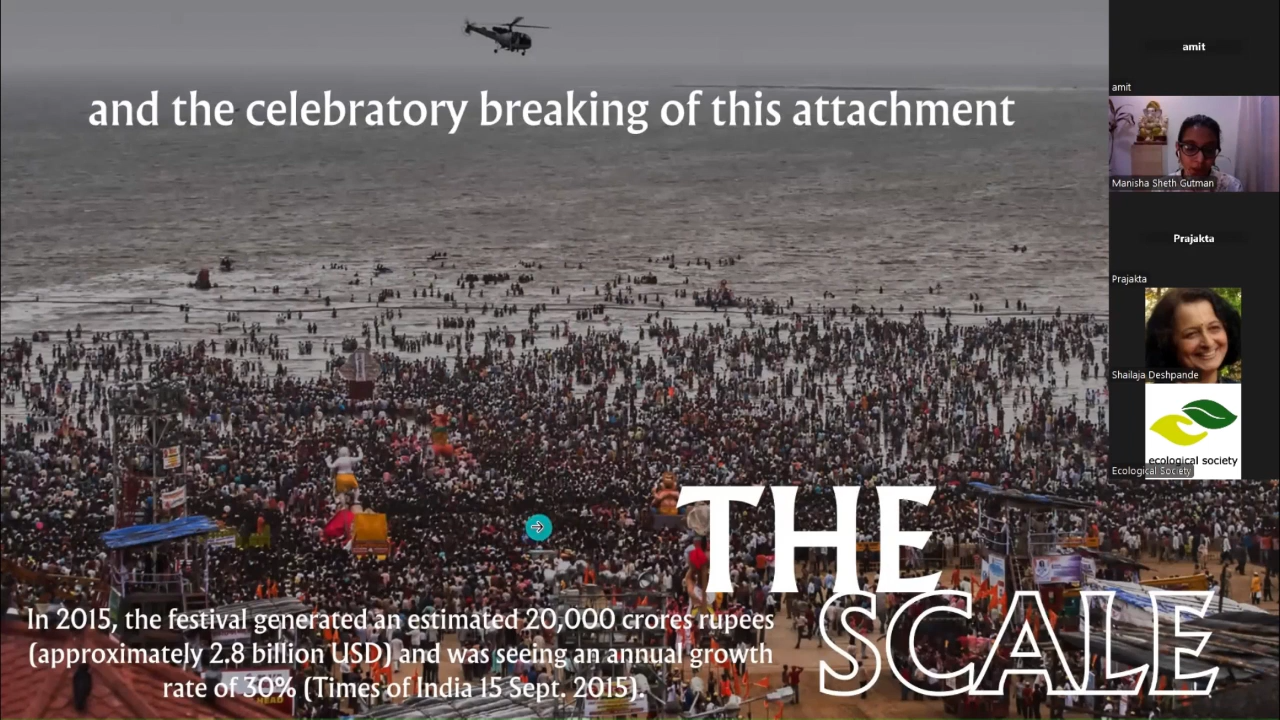 and the celebratory breaking of this attachment
THE
SCALE
In 2015, the festival generated an estimated 20,000 crores rupees
(approximately 2.8 billion USD) and was seeing an annual growth
rate of 30% (Times of India 15 Sept. 2015).
amit
amit
Manisha Sheth Gutman
Prajakta
Prajakta
Shailaja Deshpande
ecological society
Ecological Society